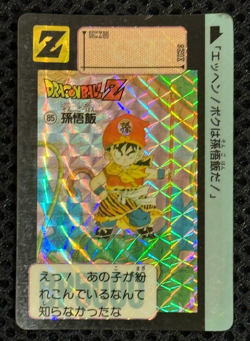 Z
DRAGONBALL Z
85 孫悟飯
孫
「エッヘン！ボクは孫悟飯だ！」
えっ！　あの子が紛
れこんでいるなんて
知らなかったな